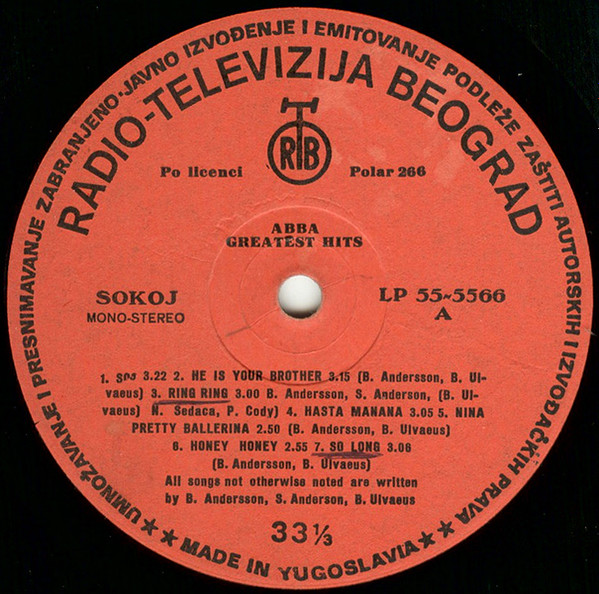 UMNOŽAVANJE I PRESNIMAVANJE ZABRANJENO·JAVNO IZVOĐENJE I EMITOVANJE PODLEŽE ZAŠTITI AUTORSKIH I IZVOĐAČKIH PRAVA
RADIO-TELEVIZIJA BEOGRAD
RTB
Po licenci Polar 266
ABBA
GREATEST HITS
SOKOJ LP 55-5566
MONO-STEREO A
1. SOS 3.22 2. HE IS YOUR BROTHER 3.15 (B. Andersson, B. Ul-
vaeus) 3. RING RING 3.00 B. Andersson, S. Anderson, (B. Ul-
vaeus) N. Sedaca, P. Cody) 4. HASTA MANANA 3.05 5. NINA
PRETTY BALLERINA 2.50 (B. Andersson, B. Ulvaeus)
6. HONEY HONEY 2.55 7. SO LONG 3.06
(B. Andersson, B. Ulvaeus)
All songs not otherwise noted are written
by B. Andersson, S. Anderson, B. Ulvaeus
33 1/3
★★ MADE IN YUGOSLAVIA ★★